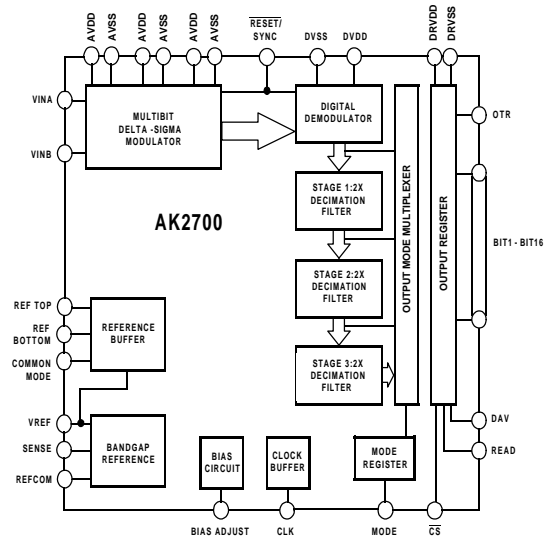 AVDD
AVSS
AVDD
AVSS
AVDD
AVSS
RESET/
SYNC
DVSS
DVDD
DRVDD
DRVSS
VINA
VINB
MULTIBIT
DELTA -SIGMA
MODULATOR
DIGITAL
DEMODULATOR
STAGE 1:2X
DECIMATION
FILTER
STAGE 2:2X
DECIMATION
FILTER
STAGE 3:2X
DECIMATION
FILTER
OUTPUT MODE MULTIPLEXER
OUTPUT REGISTER
OTR
BIT1 - BIT16
AK2700
REF TOP
REF
BOTTOM
COMMON
MODE
REFERENCE
BUFFER
VREF
SENSE
REFCOM
BANDGAP
REFERENCE
BIAS
CIRCUIT
CLOCK
BUFFER
MODE
REGISTER
DAV
READ
BIAS ADJUST
CLK
MODE
CS